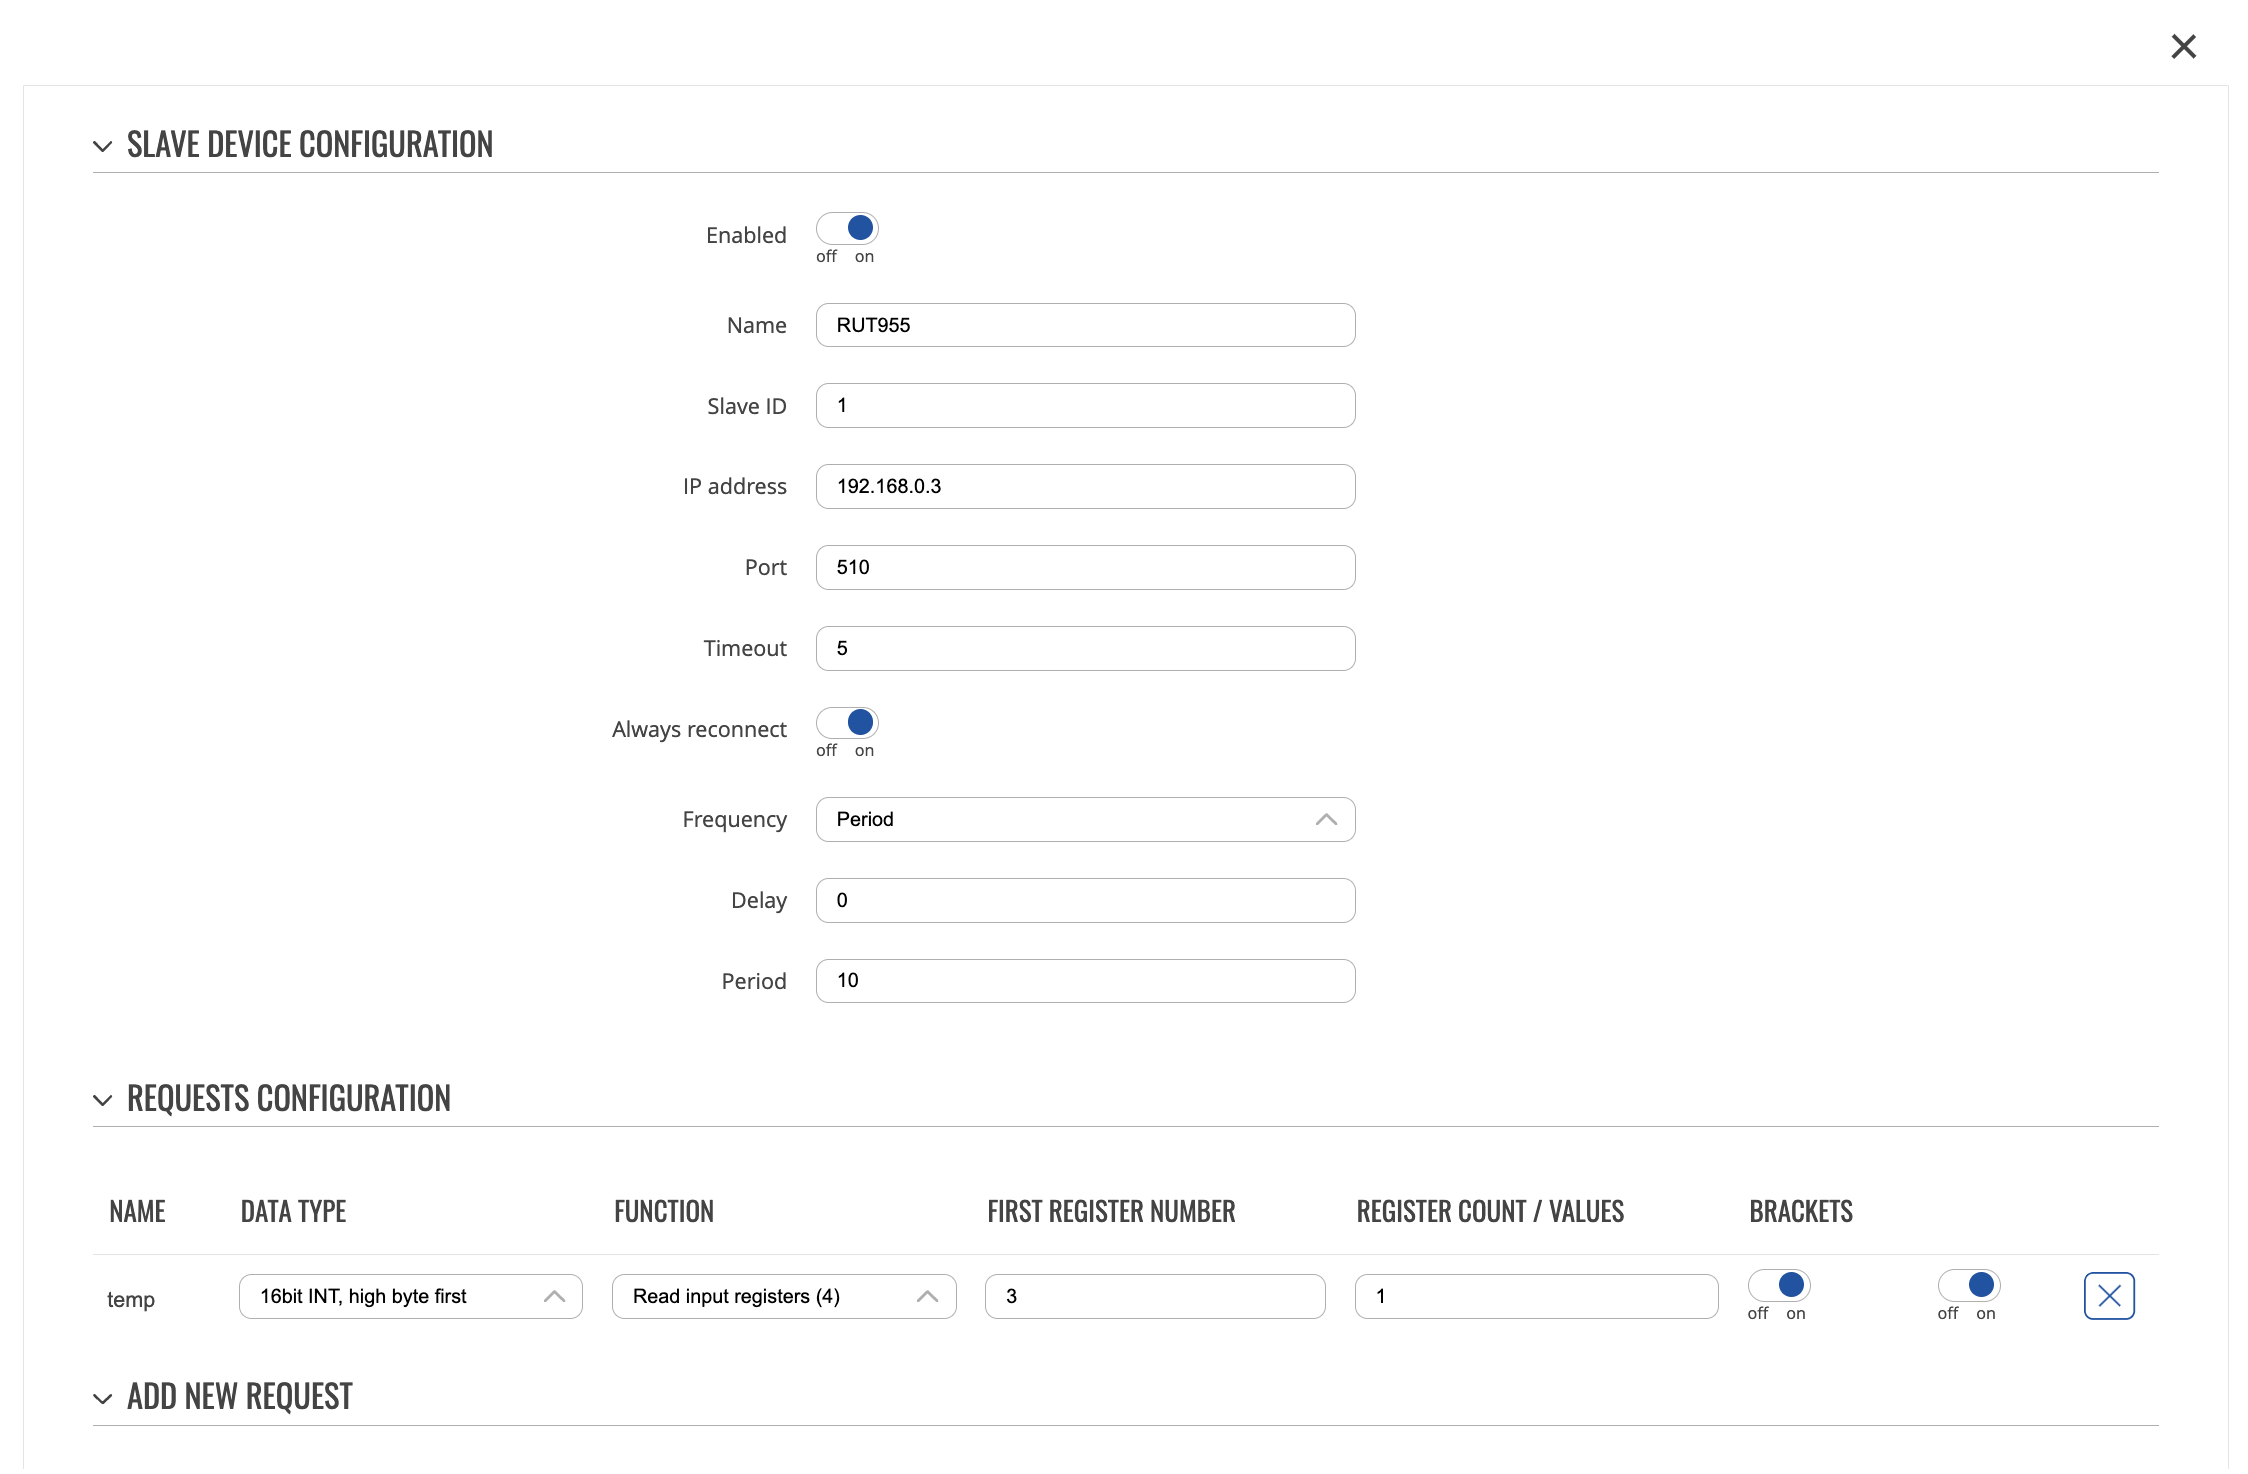 SLAVE DEVICE CONFIGURATION
Enabled
off on
Name RUT955
Slave ID 1
IP address 192.168.0.3
Port 510
Timeout 5
Always reconnect
off on
Frequency Period
Delay 0
Period 10
REQUESTS CONFIGURATION
NAME DATA TYPE FUNCTION FIRST REGISTER NUMBER REGISTER COUNT / VALUES BRACKETS
temp 16bit INT, high byte first Read input registers (4) 3 1 off on off on
ADD NEW REQUEST